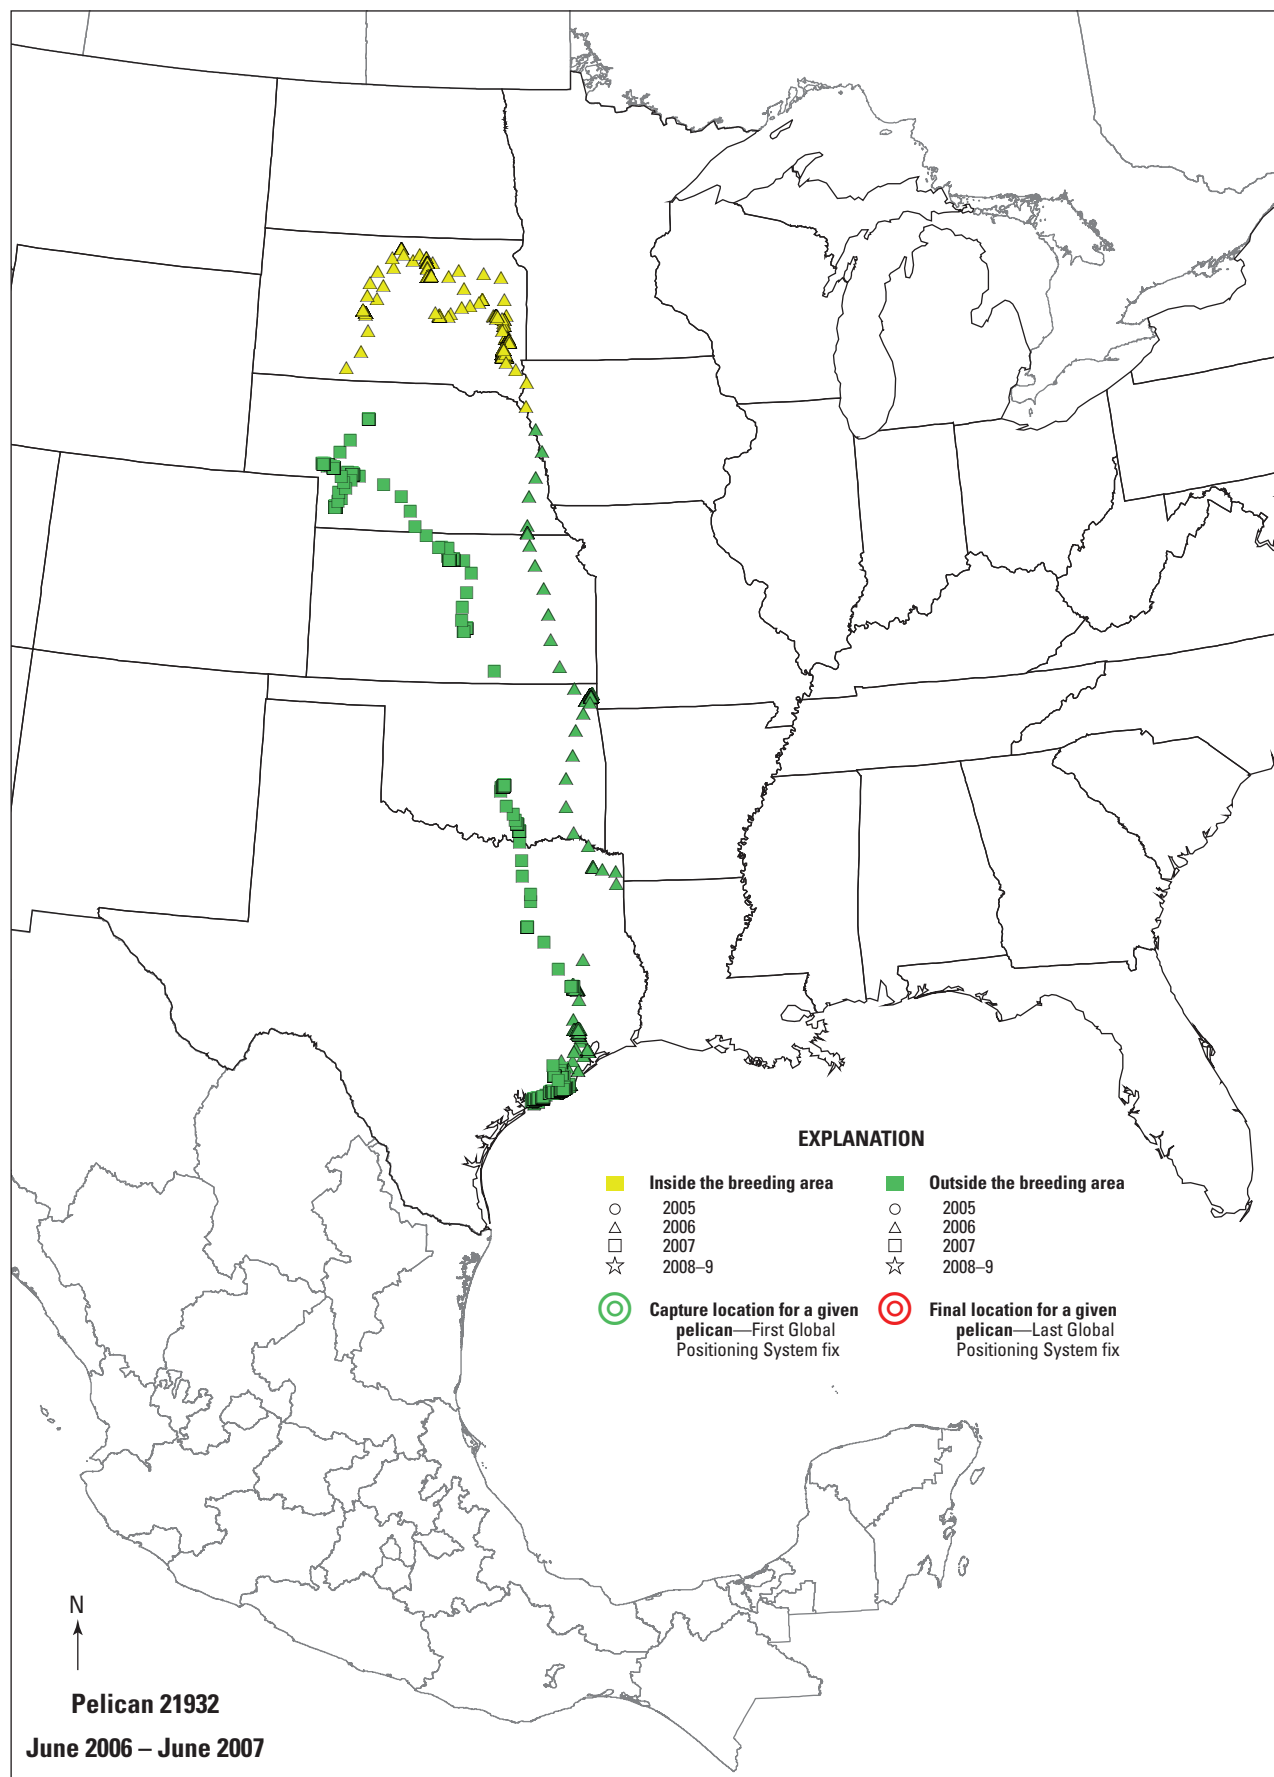 EXPLANATION
Inside the breeding area
2005
2006
2007
2008–9
Capture location for a given
pelican—First Global
Positioning System fix
Outside the breeding area
2005
2006
2007
2008–9
Final location for a given
pelican—Last Global
Positioning System fix
N
Pelican 21932
June 2006 – June 2007